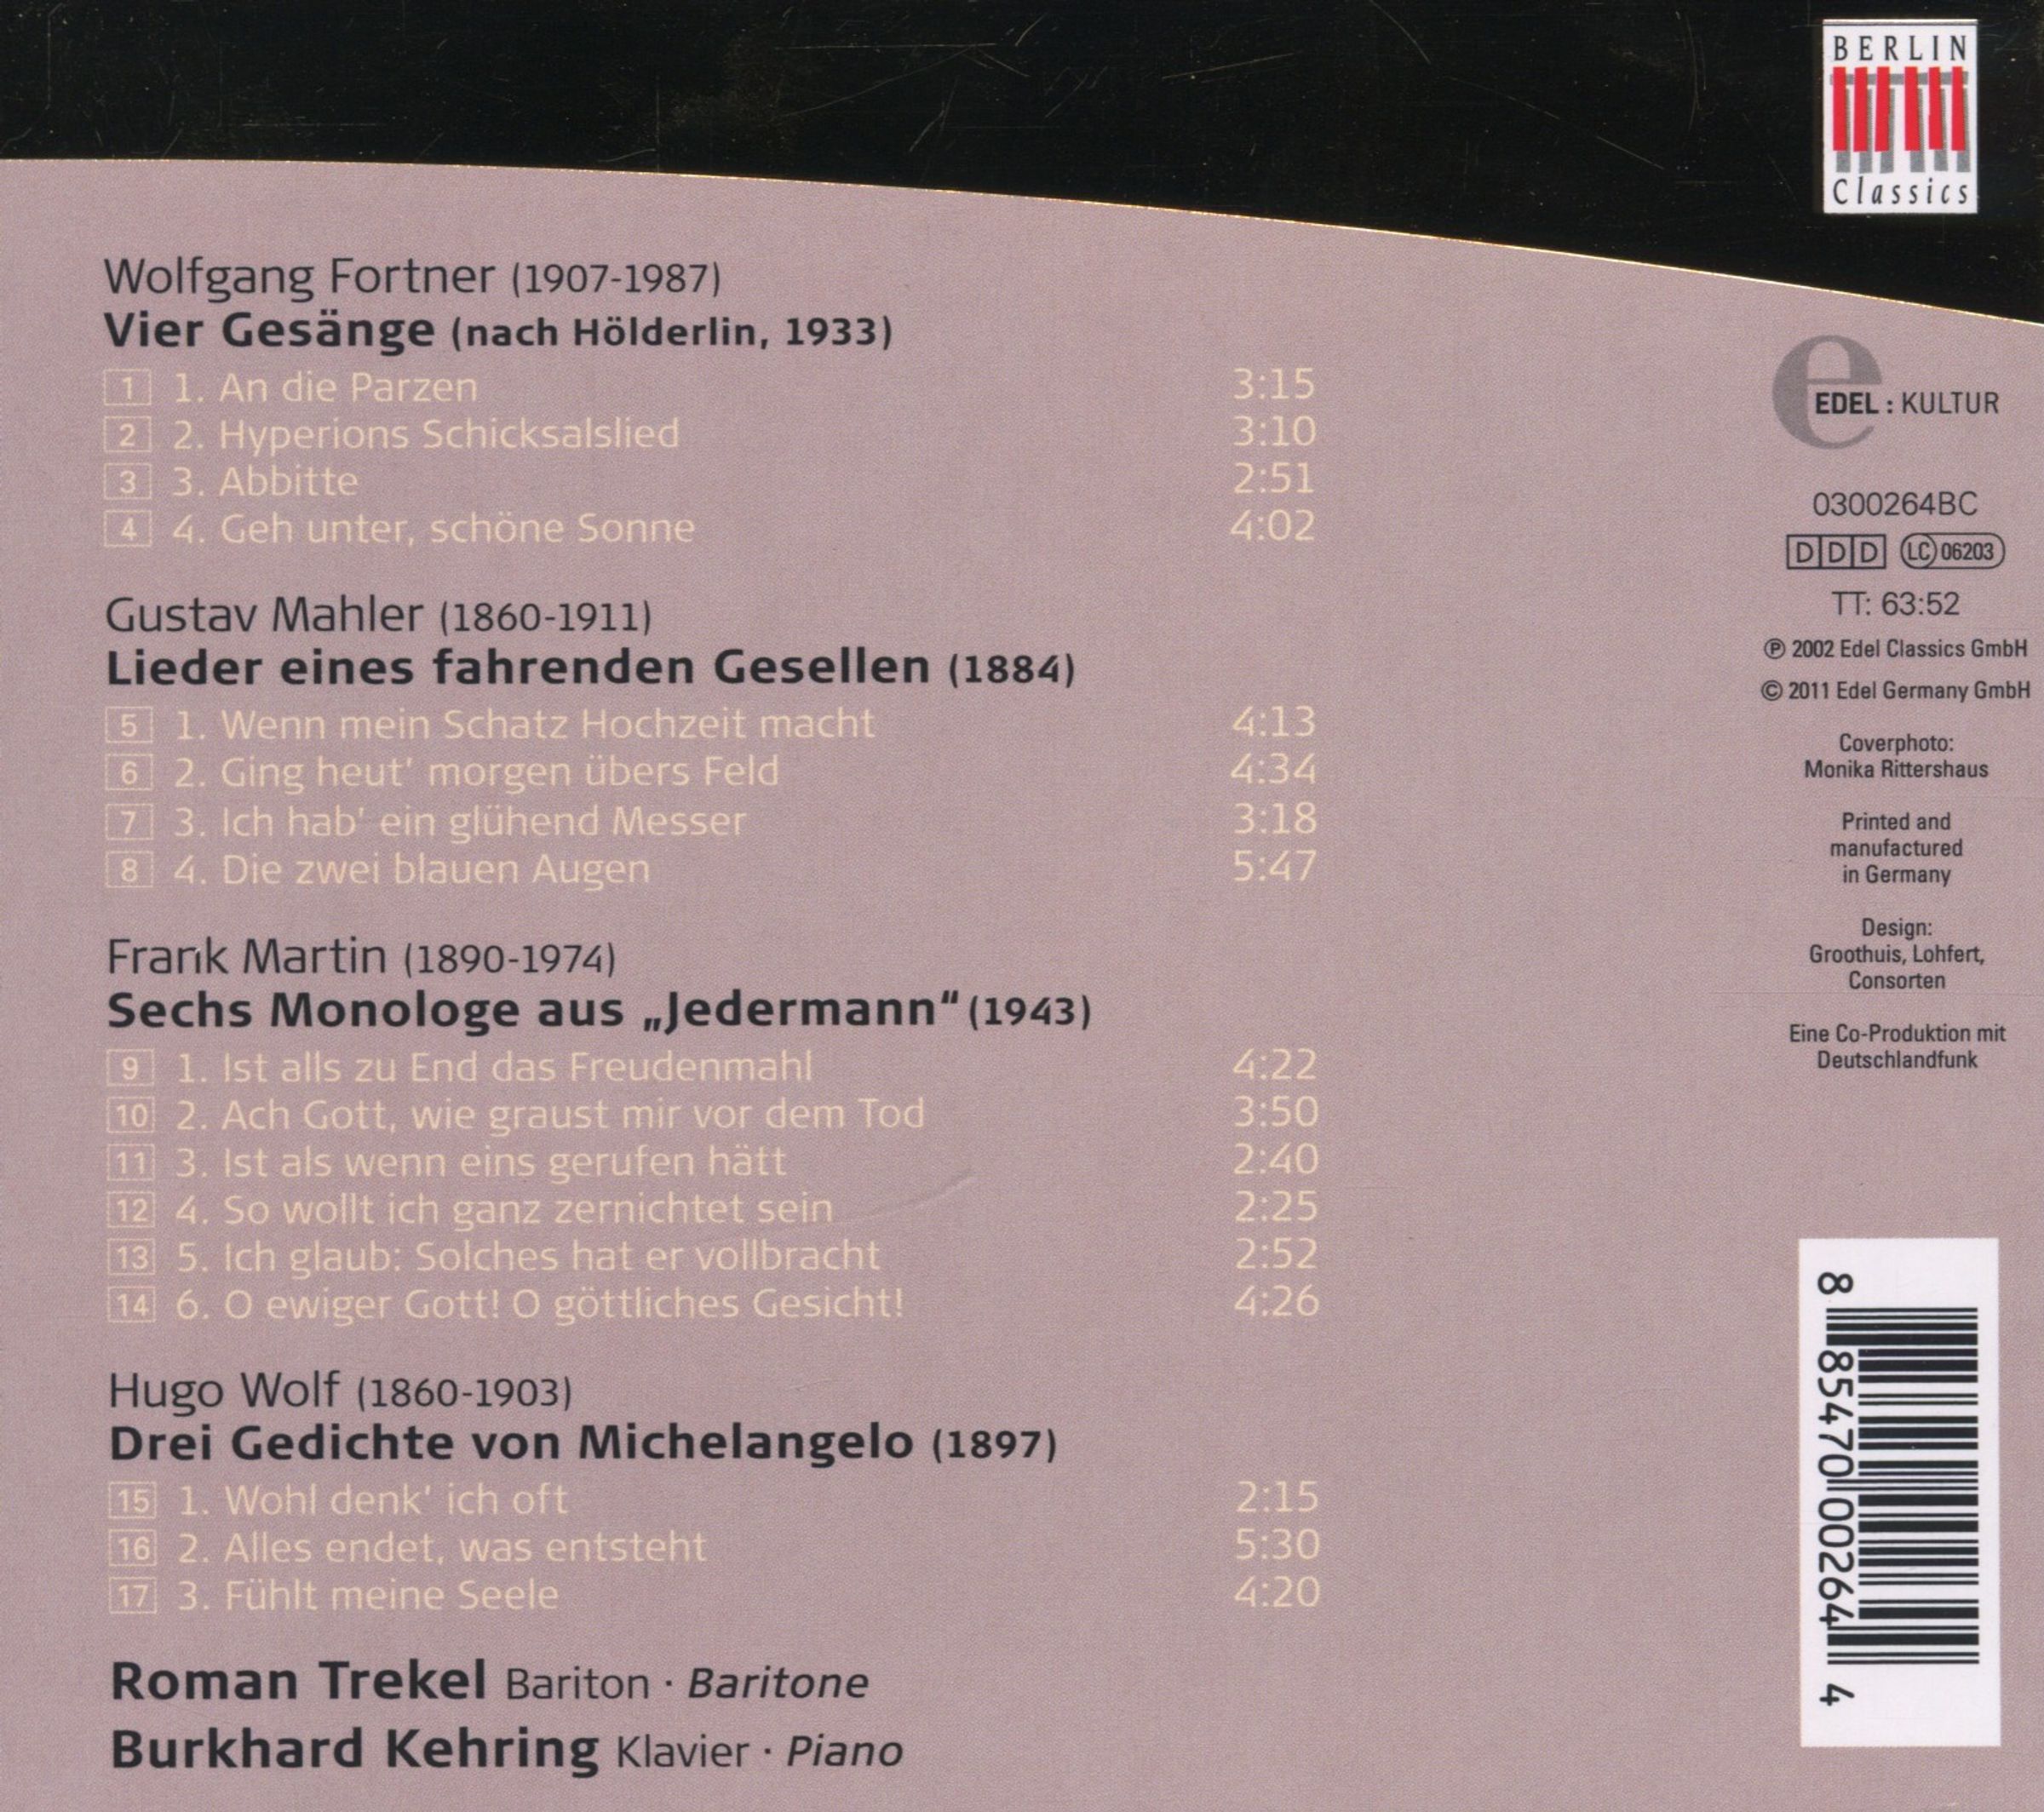 BERLIN
Classics
Wolfgang Fortner (1907-1987)
Vier Gesänge (nach Hölderlin, 1933)
1 1. An die Parzen 3:15
2 2. Hyperions Schicksalslied 3:10
3 3. Abbitte 2:51
4 4. Geh unter, schöne Sonne 4:02
Gustav Mahler (1860-1911)
Lieder eines fahrenden Gesellen (1884)
5 1. Wenn mein Schatz Hochzeit macht 4:13
6 2. Ging heut' morgen übers Feld 4:34
7 3. Ich hab' ein glühend Messer 3:18
8 4. Die zwei blauen Augen 5:47
Frank Martin (1890-1974)
Sechs Monologe aus „Jedermann“ (1943)
9 1. Ist alls zu End das Freudenmahl 4:22
10 2. Ach Gott, wie graust mir vor dem Tod 3:50
11 3. Ist als wenn eins gerufen hätt 2:40
12 4. So wollt ich ganz zernichtet sein 2:25
13 5. Ich glaub: Solches hat er vollbracht 2:52
14 6. O ewiger Gott! O göttliches Gesicht! 4:26
Hugo Wolf (1860-1903)
Drei Gedichte von Michelangelo (1897)
15 1. Wohl denk' ich oft 2:15
16 2. Alles endet, was entsteht 5:30
17 3. Fühlt meine Seele 4:20
Roman Trekel Bariton · Baritone
Burkhard Kehring Klavier · Piano
e
EDEL : KULTUR
0300264BC
DDD LC 06203
TT: 63:52
℗ 2002 Edel Classics GmbH
© 2011 Edel Germany GmbH
Coverphoto:
Monika Rittershaus
Printed and
manufactured
in Germany
Design:
Groothuis, Lohfert,
Consorten
Eine Co-Produktion mit
Deutschlandfunk
8 85470 00264 4